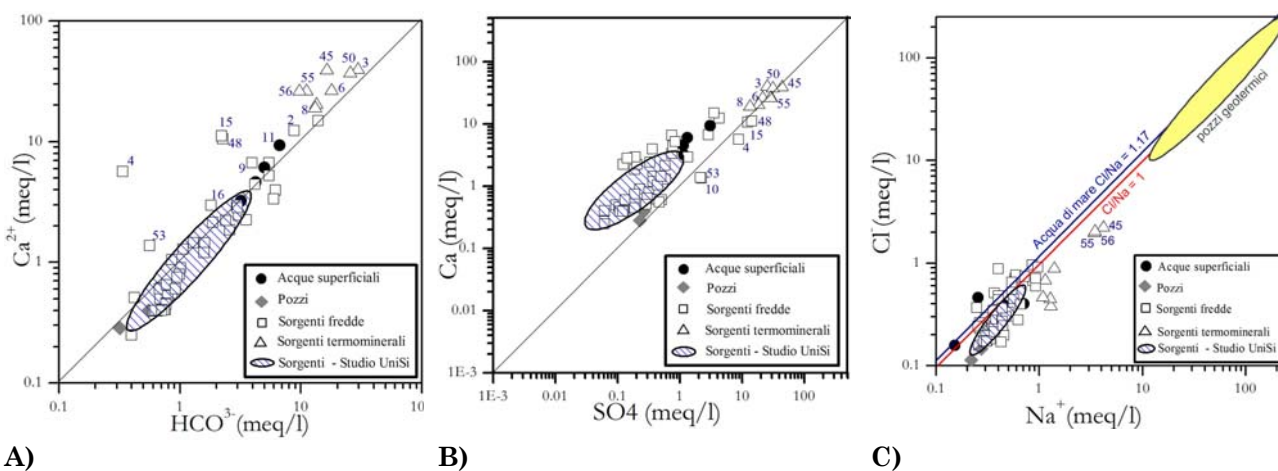 100
10
1
0.1
Ca2+ (meq/l)
45
50
3
55
56
6
8
15
48
2
11
4
9
16
53
Acque superficiali
Pozzi
Sorgenti fredde
Sorgenti termominerali
Sorgenti - Studio UniSi
0.1
1
10
10
HCO3- (meq/l)
A)
100
10
1
0.1
0.01
1E-3
Ca (meq/l)
50
3
45
6
8
55
48
15
4
53
10
Acque superficiali
Pozzi
Sorgenti fredde
Sorgenti termominerali
Sorgenti - Studio UniSi
1E-3
0.01
0.1
1
10
100
SO4 (meq/l)
B)
100
10
1
0.1
Cl- (meq/l)
Acqua di mare Cl/Na = 1.17
Cl/Na = 1
pozzi geotermici
45
55
56
Acque superficiali
Pozzi
Sorgenti fredde
Sorgenti termominerali
Sorgenti - Studio UniSi
0.1
1
10
100
Na+ (meq/l)
C)